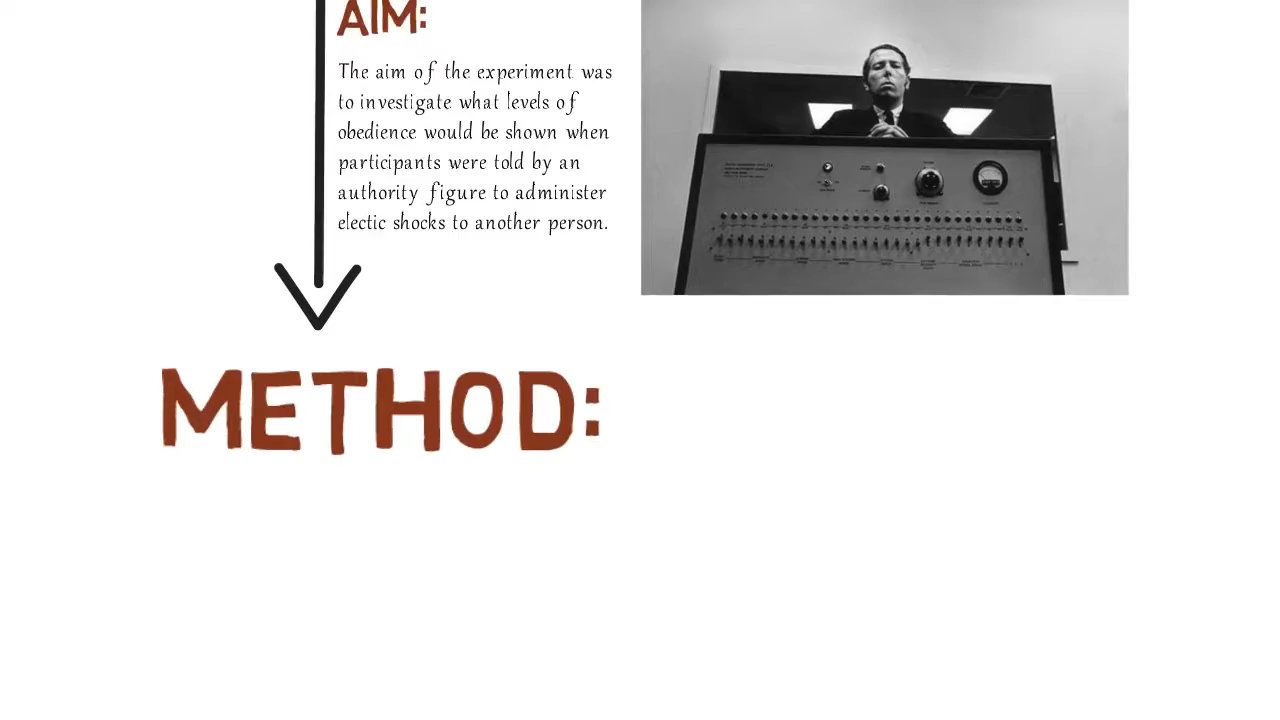 AIM:
The aim of the experiment was
to investigate what levels of
obedience would be shown when
participants were told by an
authority figure to administer
electic shocks to another person.
METHOD: